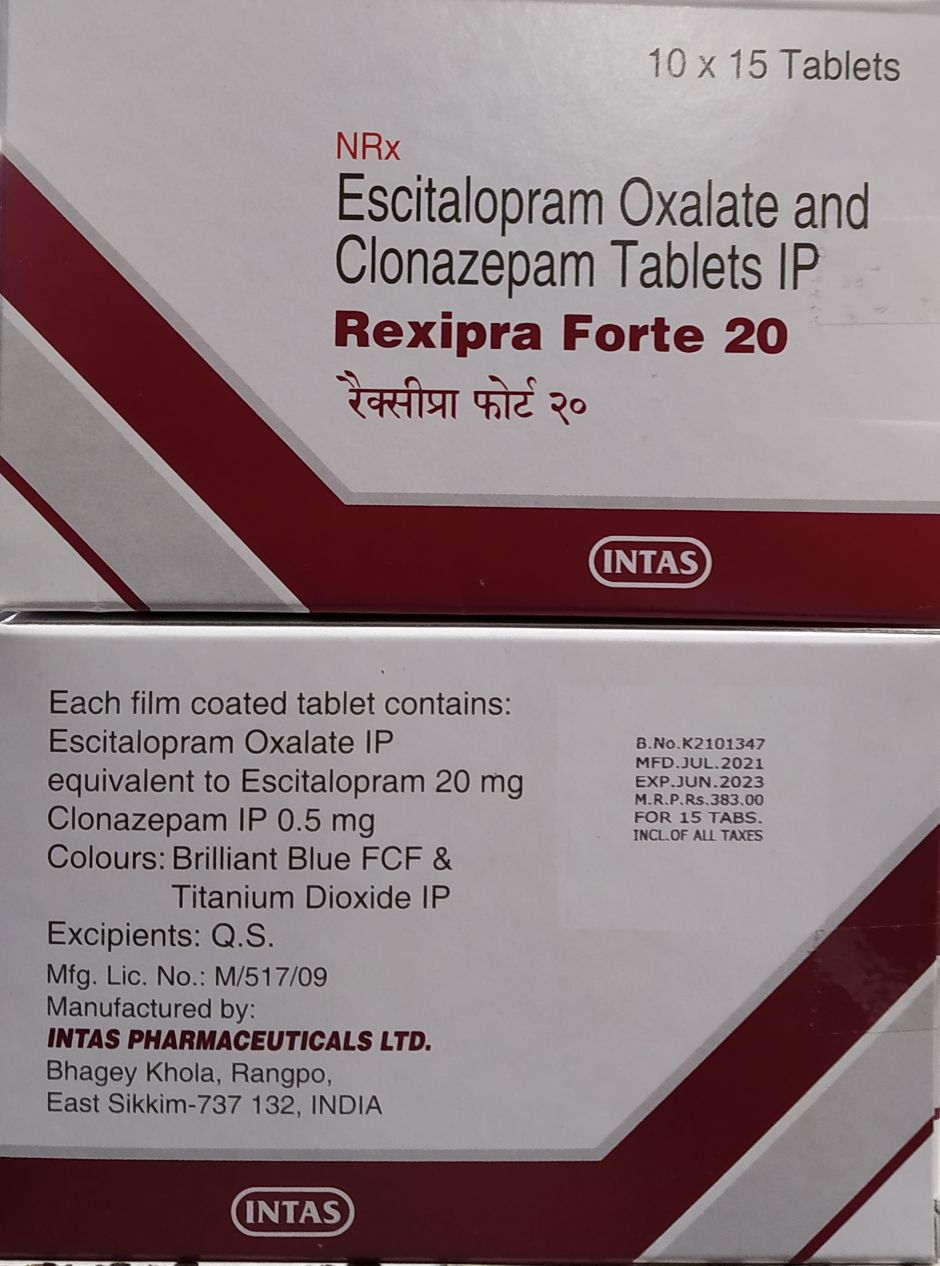 10 x 15 Tablets
NRx
Escitalopram Oxalate and
Clonazepam Tablets IP
Rexipra Forte 20
रैक्सीप्रा फोर्ट २०
INTAS
Each film coated tablet contains:
Escitalopram Oxalate IP
equivalent to Escitalopram 20 mg
Clonazepam IP 0.5 mg
Colours: Brilliant Blue FCF &
Titanium Dioxide IP
Excipients: Q.S.
Mfg. Lic. No.: M/517/09
Manufactured by:
INTAS PHARMACEUTICALS LTD.
Bhagey Khola, Rangpo,
East Sikkim-737 132, INDIA
B.No.K2101347
MFD.JUL.2021
EXP.JUN.2023
M.R.P.Rs.383.00
FOR 15 TABS.
INCL.OF ALL TAXES
INTAS